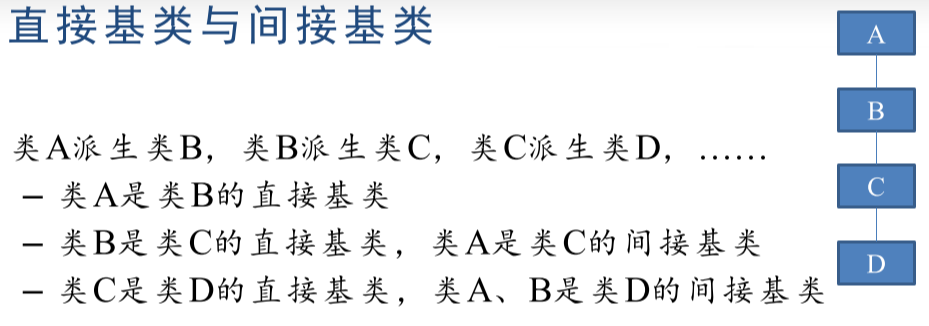 直接基类与间接基类
A
B
类A派生类B，类B派生类C，类C派生类D，……
– 类A是类B的直接基类
C
– 类B是类C的直接基类，类A是类C的间接基类
D
– 类C是类D的直接基类，类A、B是类D的间接基类